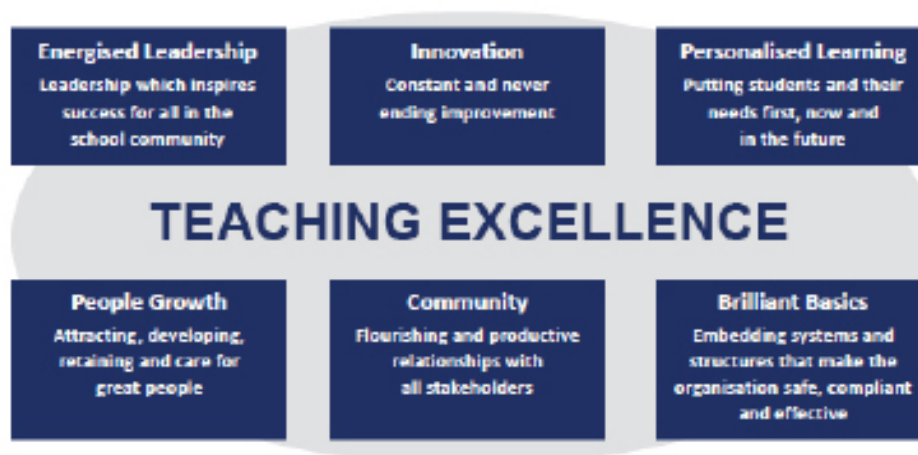 Energised Leadership
Leadership which inspires
success for all in the
school community
Innovation
Constant and never
ending improvement
Personalised Learning
Putting students and their
needs first, now and
in the future
TEACHING EXCELLENCE
People Growth
Attracting, developing,
retaining and care for
great people
Community
Flourishing and productive
relationships with
all stakeholders
Brilliant Basics
Embedding systems and
structures that make the
organisation safe, compliant
and effective